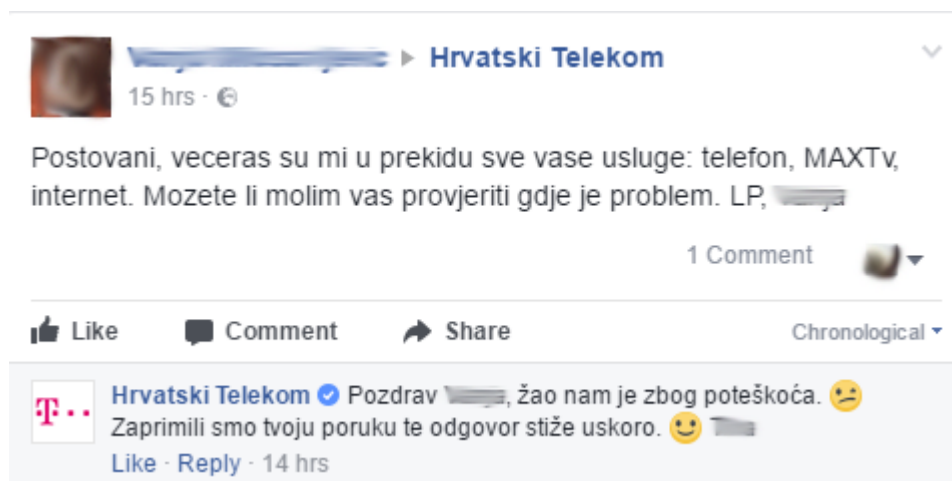 Hrvatski Telekom
15 hrs ·
Postovani, veceras su mi u prekidu sve vase usluge: telefon, MAXTv,
internet. Mozete li molim vas provjeriti gdje je problem. LP,
1 Comment
Like Comment Share Chronological
Hrvatski Telekom Pozdrav , žao nam je zbog poteškoća.
Zaprimili smo tvoju poruku te odgovor stiže uskoro.
Like · Reply · 14 hrs